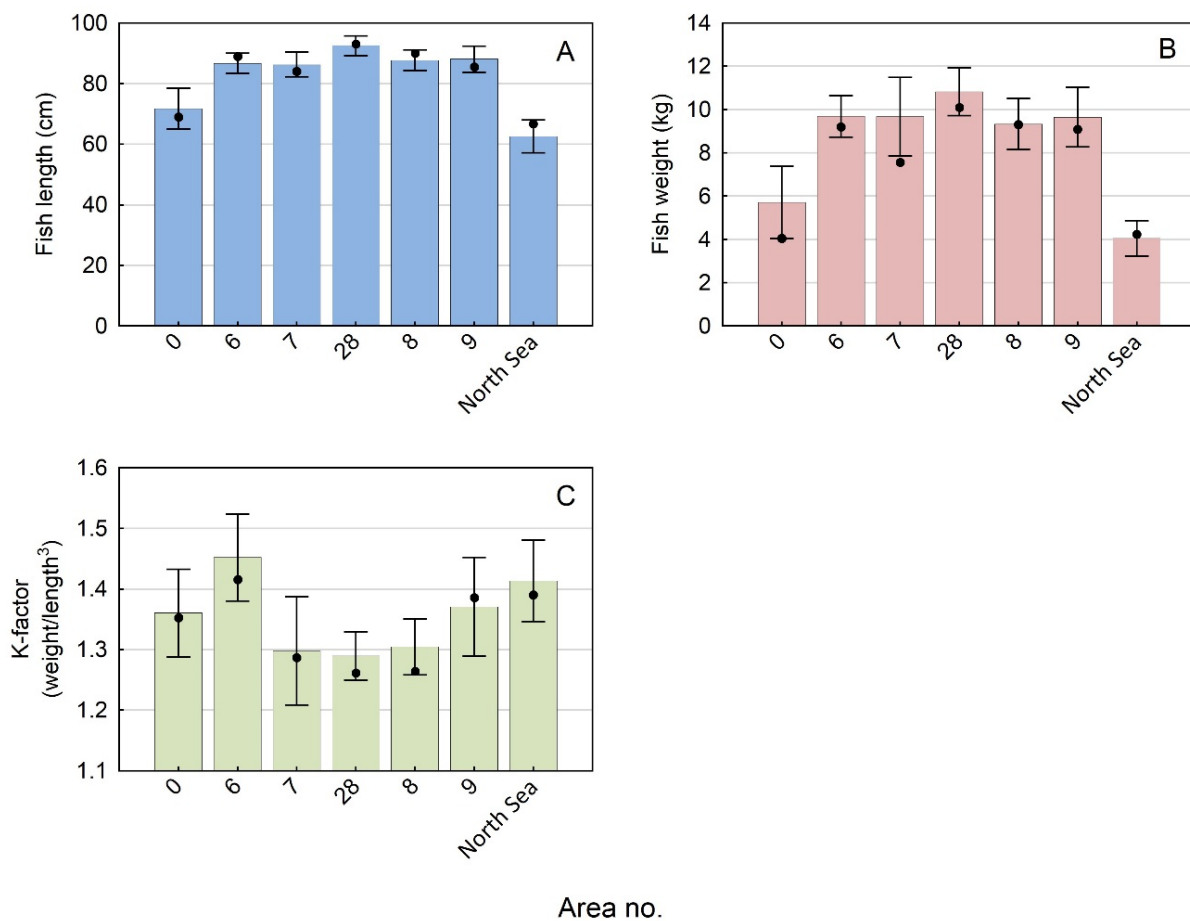 A
Fish length (cm)
100
80
60
40
20
0
0 6 7 28 8 9 North Sea
B
Fish weight (kg)
14
12
10
8
6
4
2
0
0 6 7 28 8 9 North Sea
C
K-factor
(weight/length³)
1.6
1.5
1.4
1.3
1.2
1.1
0 6 7 28 8 9 North Sea
Area no.